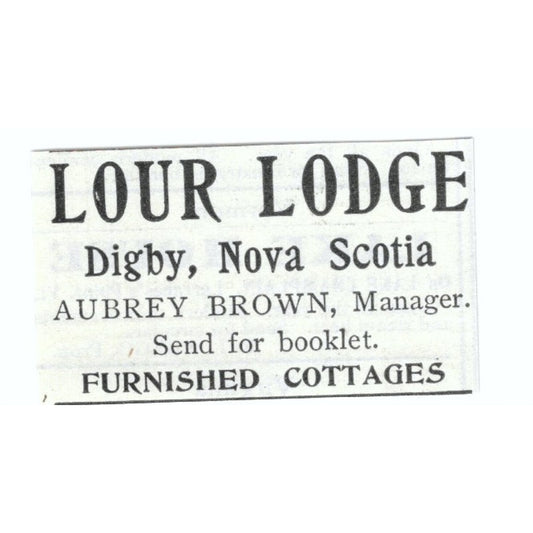 LOUR LODGE
Digby, Nova Scotia
AUBREY BROWN, Manager.
Send for booklet.
FURNISHED COTTAGES